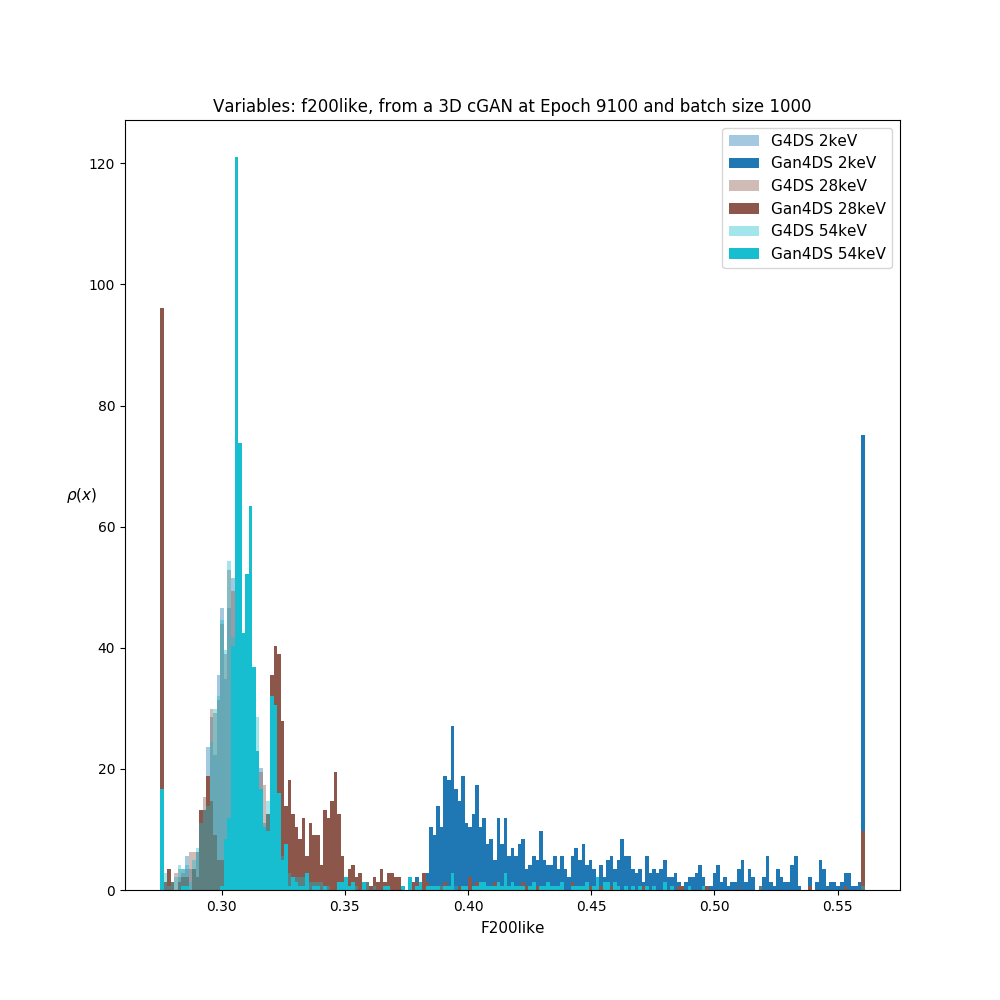 Variables: f200like, from a 3D cGAN at Epoch 9100 and batch size 1000
G4DS 2keV
Gan4DS 2keV
G4DS 28keV
Gan4DS 28keV
G4DS 54keV
Gan4DS 54keV
120
100
80
60
40
20
0
ρ(x)
0.30 0.35 0.40 0.45 0.50 0.55
F200like